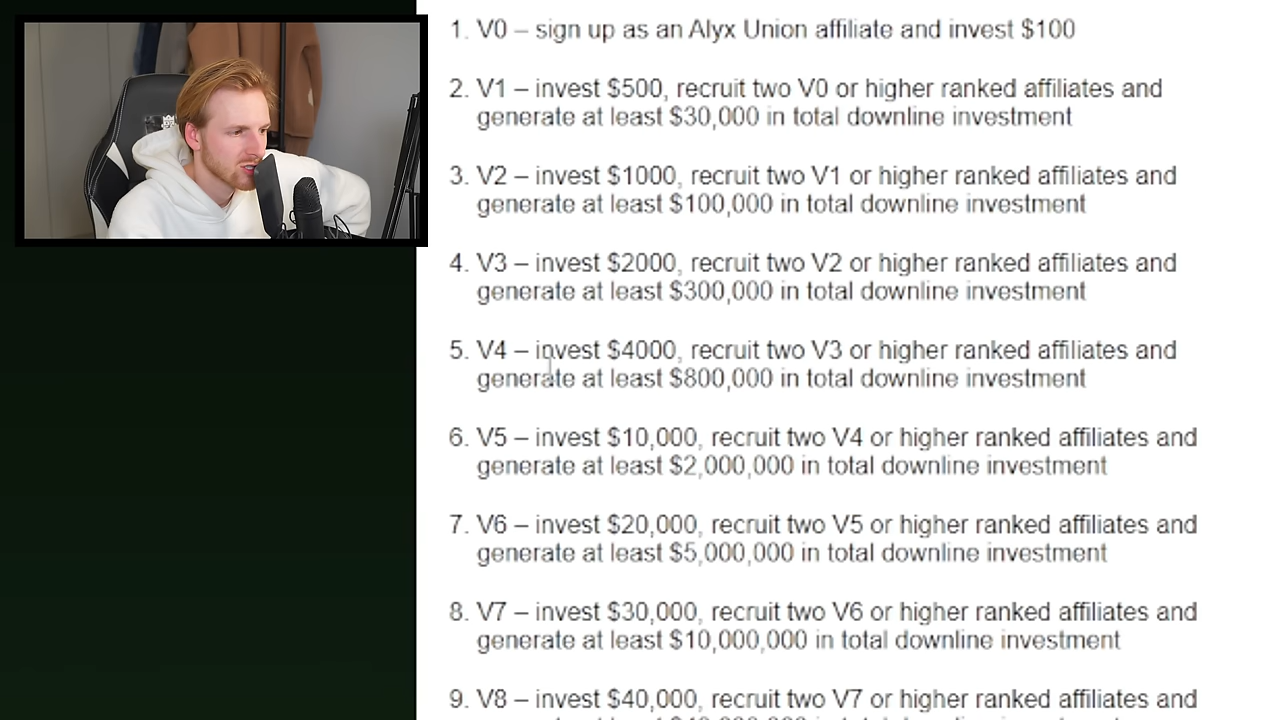 1. V0 – sign up as an Alyx Union affiliate and invest $100
2. V1 – invest $500, recruit two V0 or higher ranked affiliates and
generate at least $30,000 in total downline investment
3. V2 – invest $1000, recruit two V1 or higher ranked affiliates and
generate at least $100,000 in total downline investment
4. V3 – invest $2000, recruit two V2 or higher ranked affiliates and
generate at least $300,000 in total downline investment
5. V4 – invest $4000, recruit two V3 or higher ranked affiliates and
generate at least $800,000 in total downline investment
6. V5 – invest $10,000, recruit two V4 or higher ranked affiliates and
generate at least $2,000,000 in total downline investment
7. V6 – invest $20,000, recruit two V5 or higher ranked affiliates and
generate at least $5,000,000 in total downline investment
8. V7 – invest $30,000, recruit two V6 or higher ranked affiliates and
generate at least $10,000,000 in total downline investment
9. V8 – invest $40,000, recruit two V7 or higher ranked affiliates and